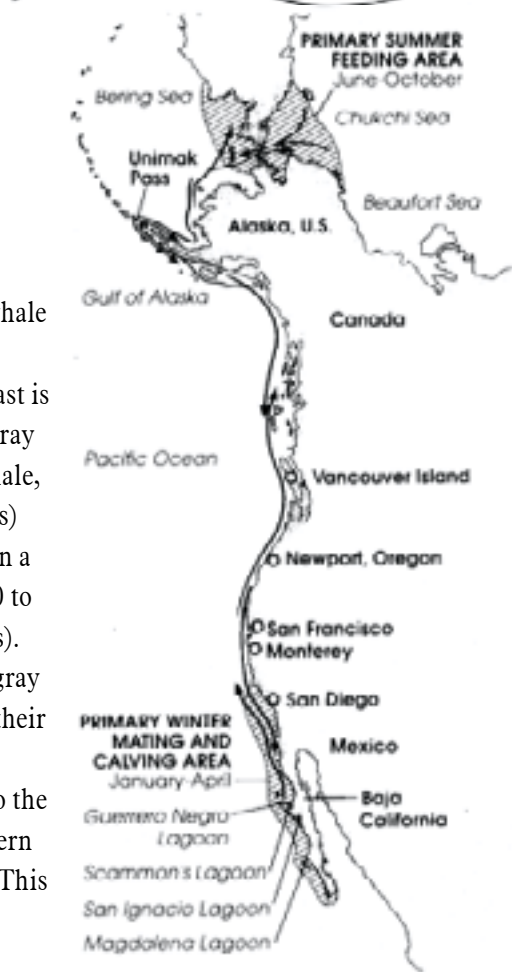 PRIMARY SUMMER
FEEDING AREA
June-October
Bering Sea
Chukchi Sea
Unimak
Pass
Beaufort Sea
Alaska, U.S.
Gulf of Alaska
Canada
Pacific Ocean
Vancouver Island
Newport, Oregon
San Francisco
Monterey
San Diego
PRIMARY WINTER
MATING AND
CALVING AREA
January-April
Mexico
Baja
California
Guerrero Negro
Lagoon
Scammon's Lagoon
San Ignacio Lagoon
Magdalena Lagoon
hale
ast is
ray
ale,
s)
n a
) to
s).
gray
their
o the
ern
This